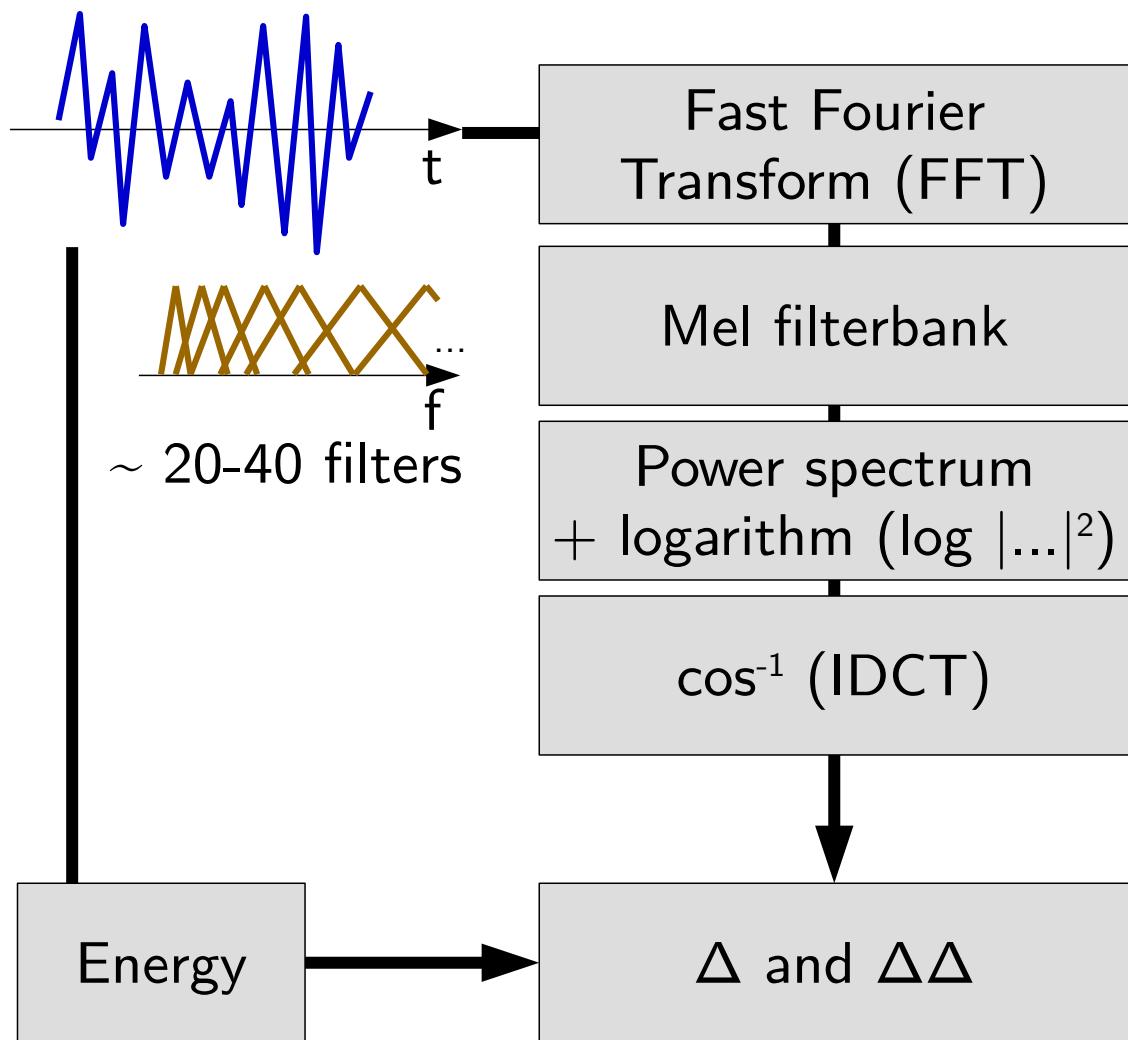 t
Fast Fourier
Transform (FFT)
Mel filterbank
...
f
~ 20-40 filters
Power spectrum
+ logarithm (log |...|²)
cos⁻¹ (IDCT)
Energy
Δ and ΔΔ